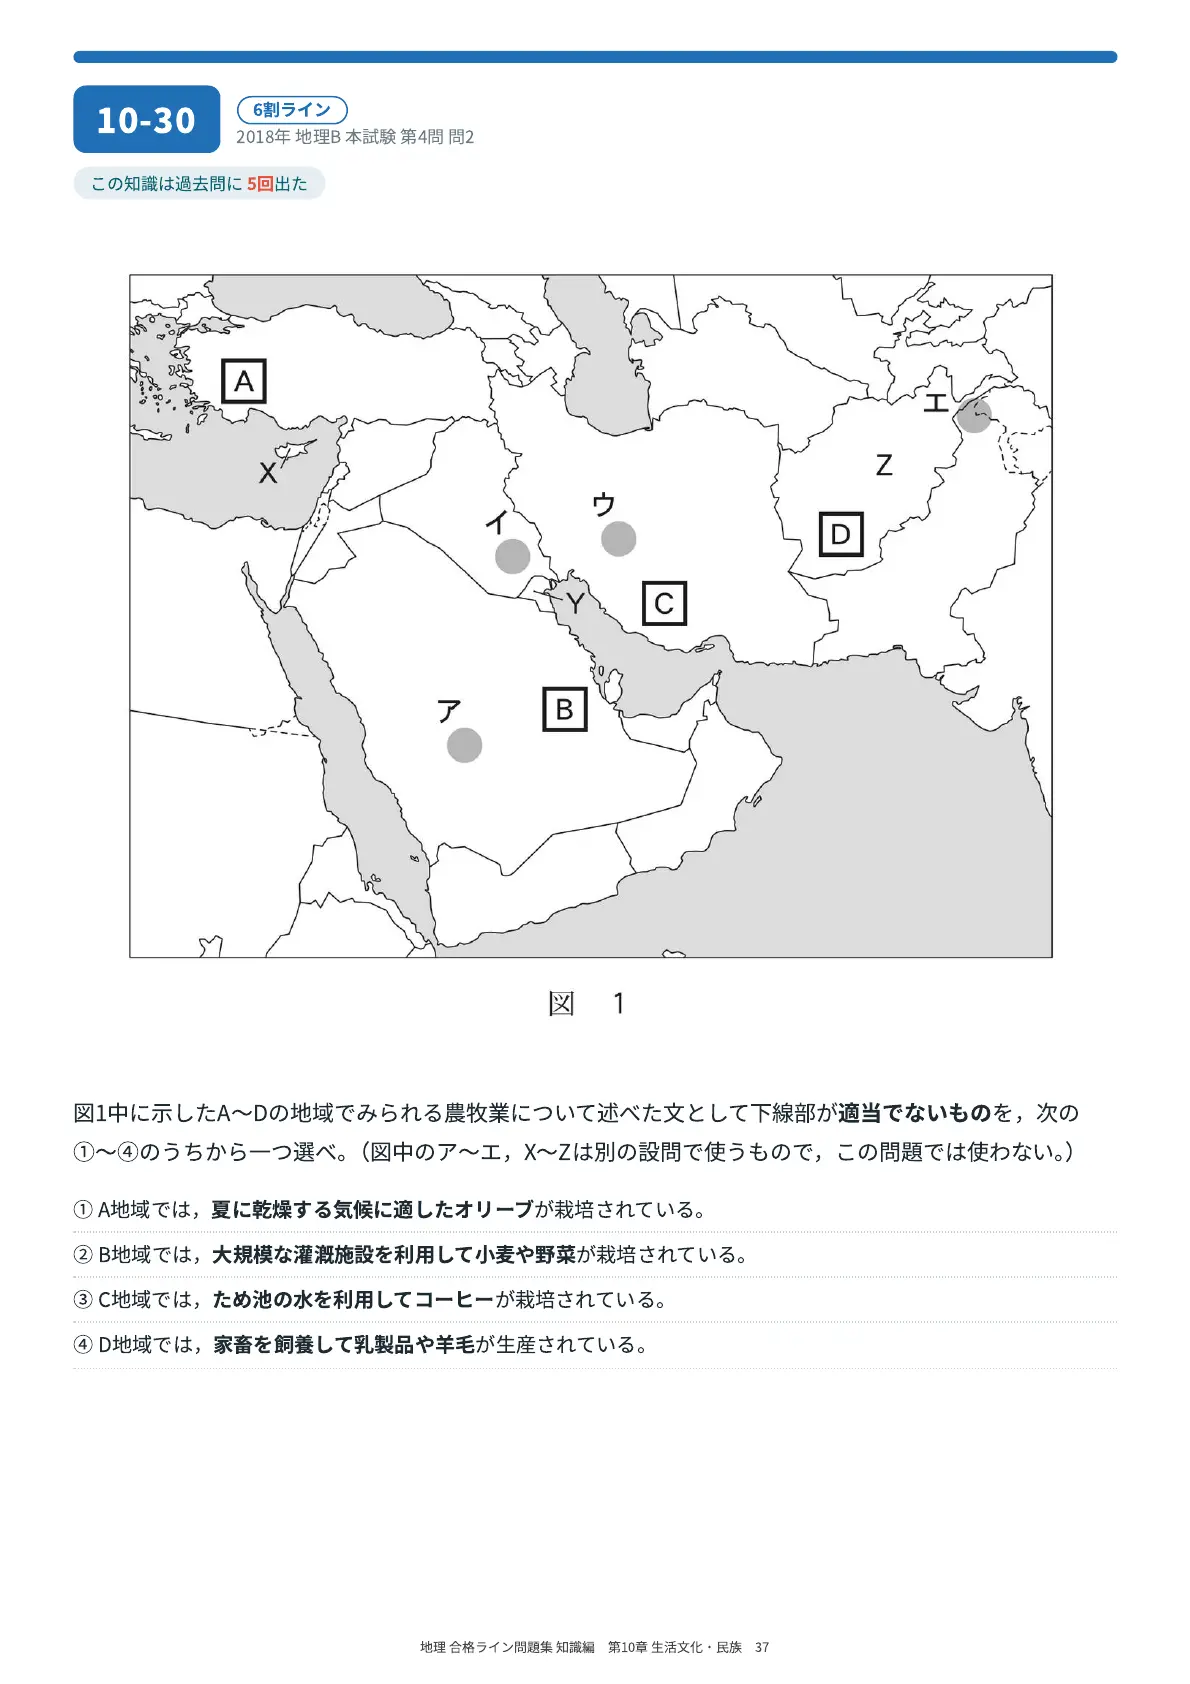 10-30
6割ライン
2018年 地理B 本試験 第4問 問2
この知識は過去問に 5回出た
A
エ
X
Z
イ
ウ
D
Y
C
ア
B
図 1
図1中に示したA〜Dの地域でみられる農牧業について述べた文として下線部が適当でないものを，次の
①〜④のうちから一つ選べ。（図中のア〜エ，X〜Zは別の設問で使うもので，この問題では使わない。）
① A地域では，夏に乾燥する気候に適したオリーブが栽培されている。
② B地域では，大規模な灌漑施設を利用して小麦や野菜が栽培されている。
③ C地域では，ため池の水を利用してコーヒーが栽培されている。
④ D地域では，家畜を飼養して乳製品や羊毛が生産されている。
地理 合格ライン問題集 知識編 第10章 生活文化・民族 37